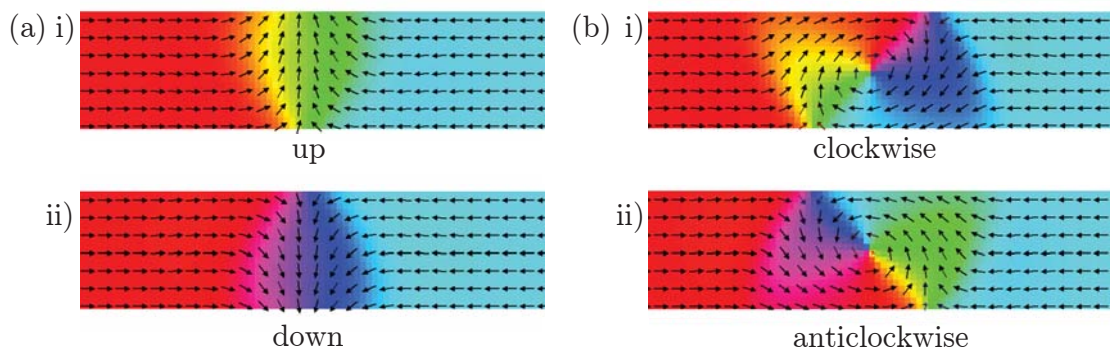 (a) i)
up
ii)
down
(b) i)
clockwise
ii)
anticlockwise